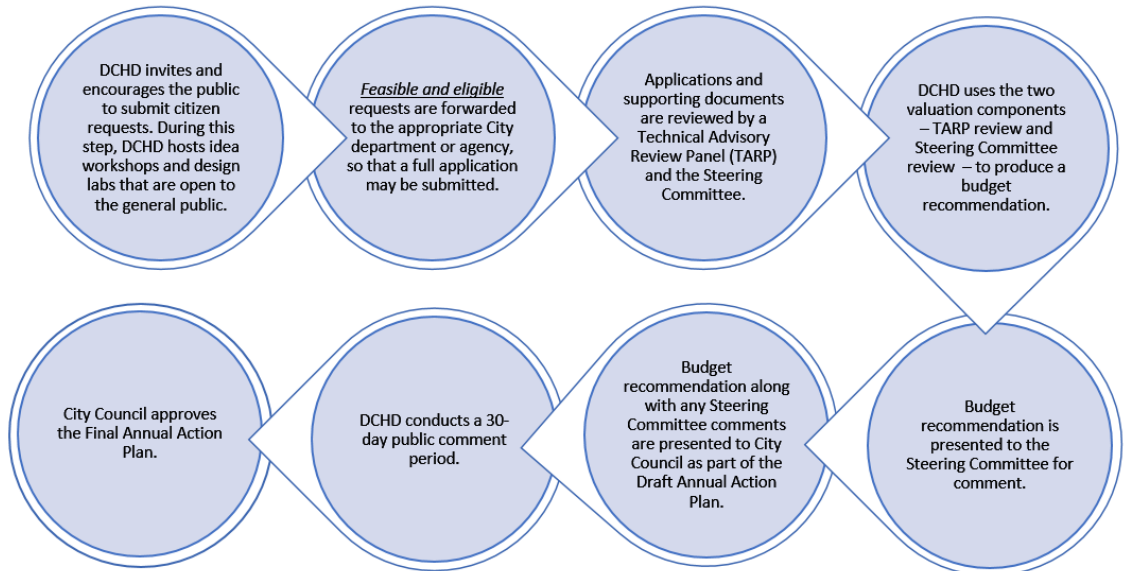 DCHD invites and
encourages the public
to submit citizen
requests. During this
step, DCHD hosts idea
workshops and design
labs that are open to
the general public.
Feasible and eligible
requests are forwarded
to the appropriate City
department or agency,
so that a full application
may be submitted.
Applications and
supporting documents
are reviewed by a
Technical Advisory
Review Panel (TARP)
and the Steering
Committee.
DCHD uses the two
valuation components
– TARP review and
Steering Committee
review – to produce a
budget
recommendation.
Budget
recommendation is
presented to the
Steering Committee for
comment.
Budget
recommendation along
with any Steering
Committee comments
are presented to City
Council as part of the
Draft Annual Action
Plan.
DCHD conducts a 30-
day public comment
period.
City Council approves
the Final Annual Action
Plan.